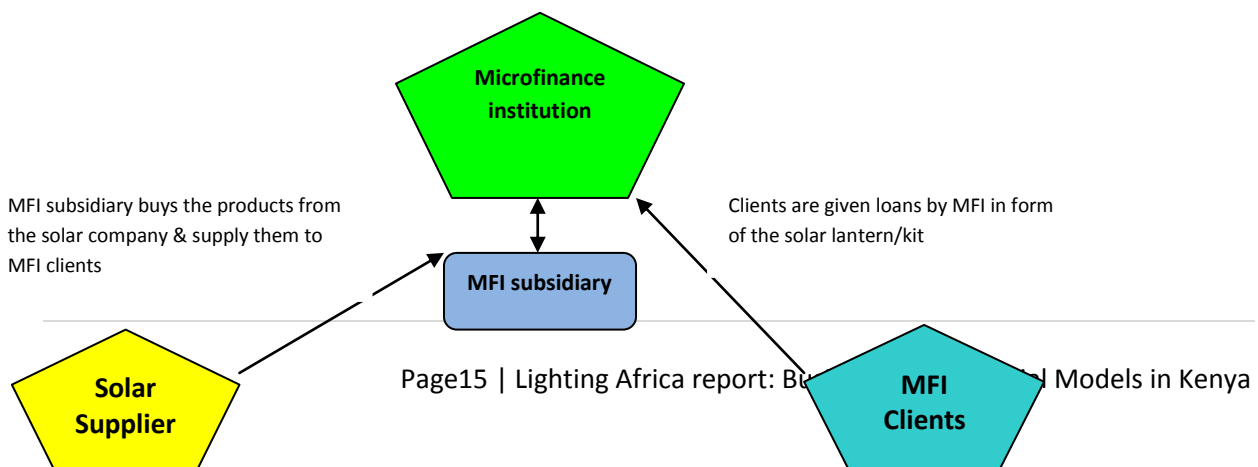 Microfinance
institution
MFI subsidiary buys the products from
the solar company & supply them to
MFI clients
Clients are given loans by MFI in form
of the solar lantern/kit
MFI subsidiary
Solar
Supplier
Page15 | Lighting Africa report: Models in Kenya
MFI
Clients